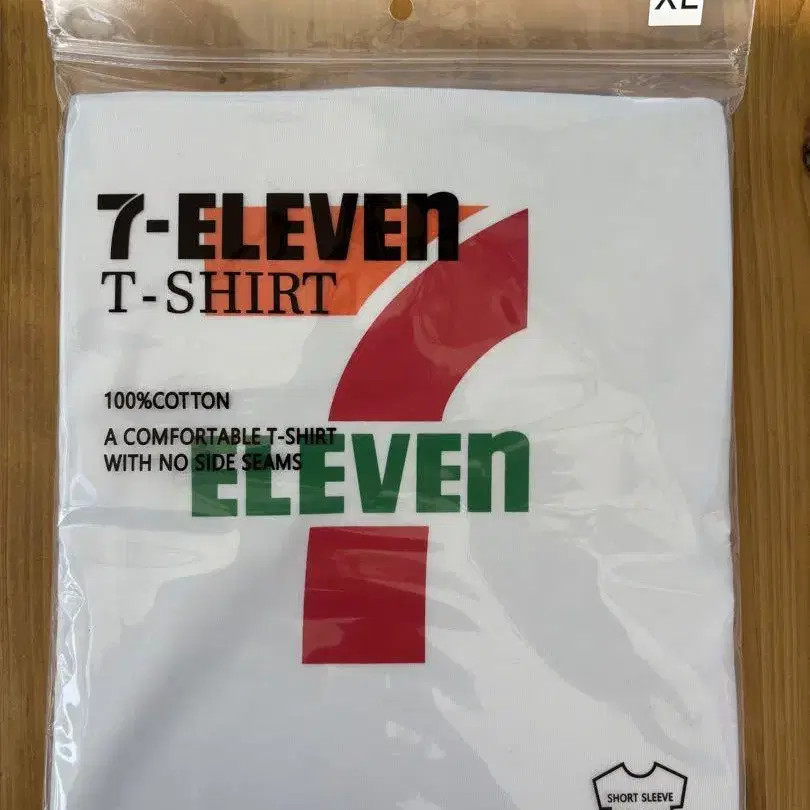 XL
7-ELEVEn
T-SHIRT
100%COTTON
A COMFORTABLE T-SHIRT
WITH NO SIDE SEAMS
ELEVEn
SHORT SLEEVE